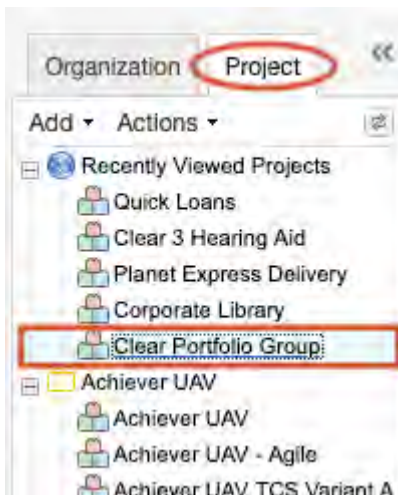 Organization Project
Add Actions
Recently Viewed Projects
Quick Loans
Clear 3 Hearing Aid
Planet Express Delivery
Corporate Library
Clear Portfolio Group
Achiever UAV
Achiever UAV
Achiever UAV - Agile
Achiever UAV TCS Variant A